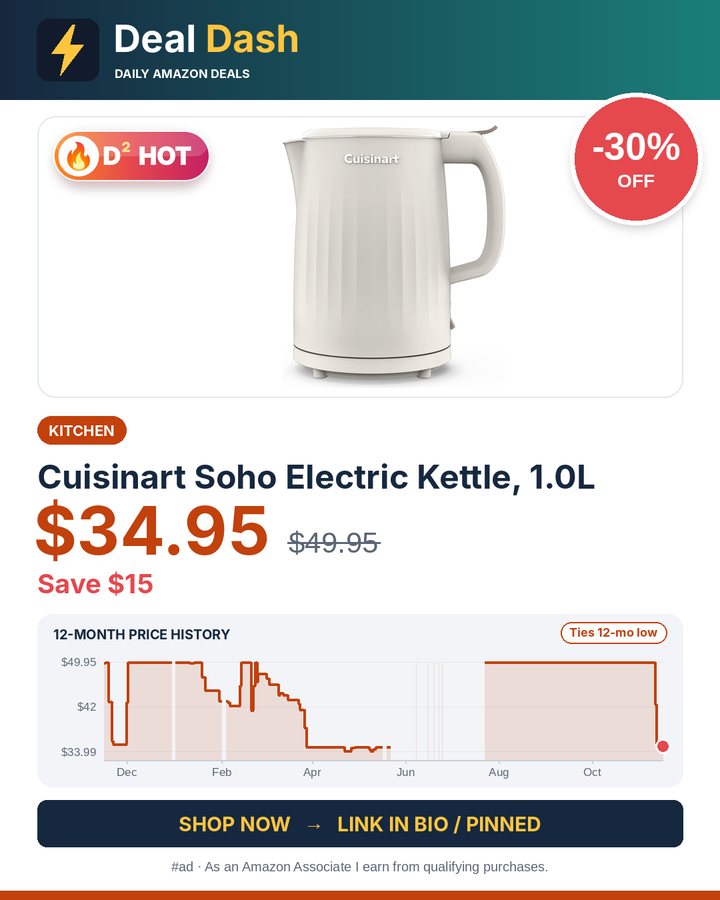 Deal Dash
DAILY AMAZON DEALS
-30%
OFF
D² HOT
Cuisinart
KITCHEN
Cuisinart Soho Electric Kettle, 1.0L
$34.95 $49.95
Save $15
12-MONTH PRICE HISTORY
Ties 12-mo low
$49.95
$42
$33.99
Dec Feb Apr Jun Aug Oct
SHOP NOW → LINK IN BIO / PINNED
#ad · As an Amazon Associate I earn from qualifying purchases.